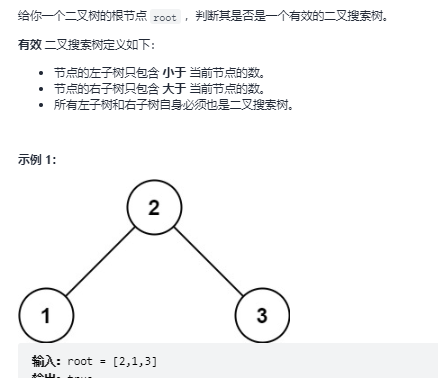 给你一个二叉树的根节点 root ，判断其是否是一个有效的二叉搜索树。
有效 二叉搜索树定义如下：
• 节点的左子树只包含 小于 当前节点的数。
• 节点的右子树只包含 大于 当前节点的数。
• 所有左子树和右子树自身必须也是二叉搜索树。
示例 1：
2
1 3
输入：root = [2,1,3]
输出：true